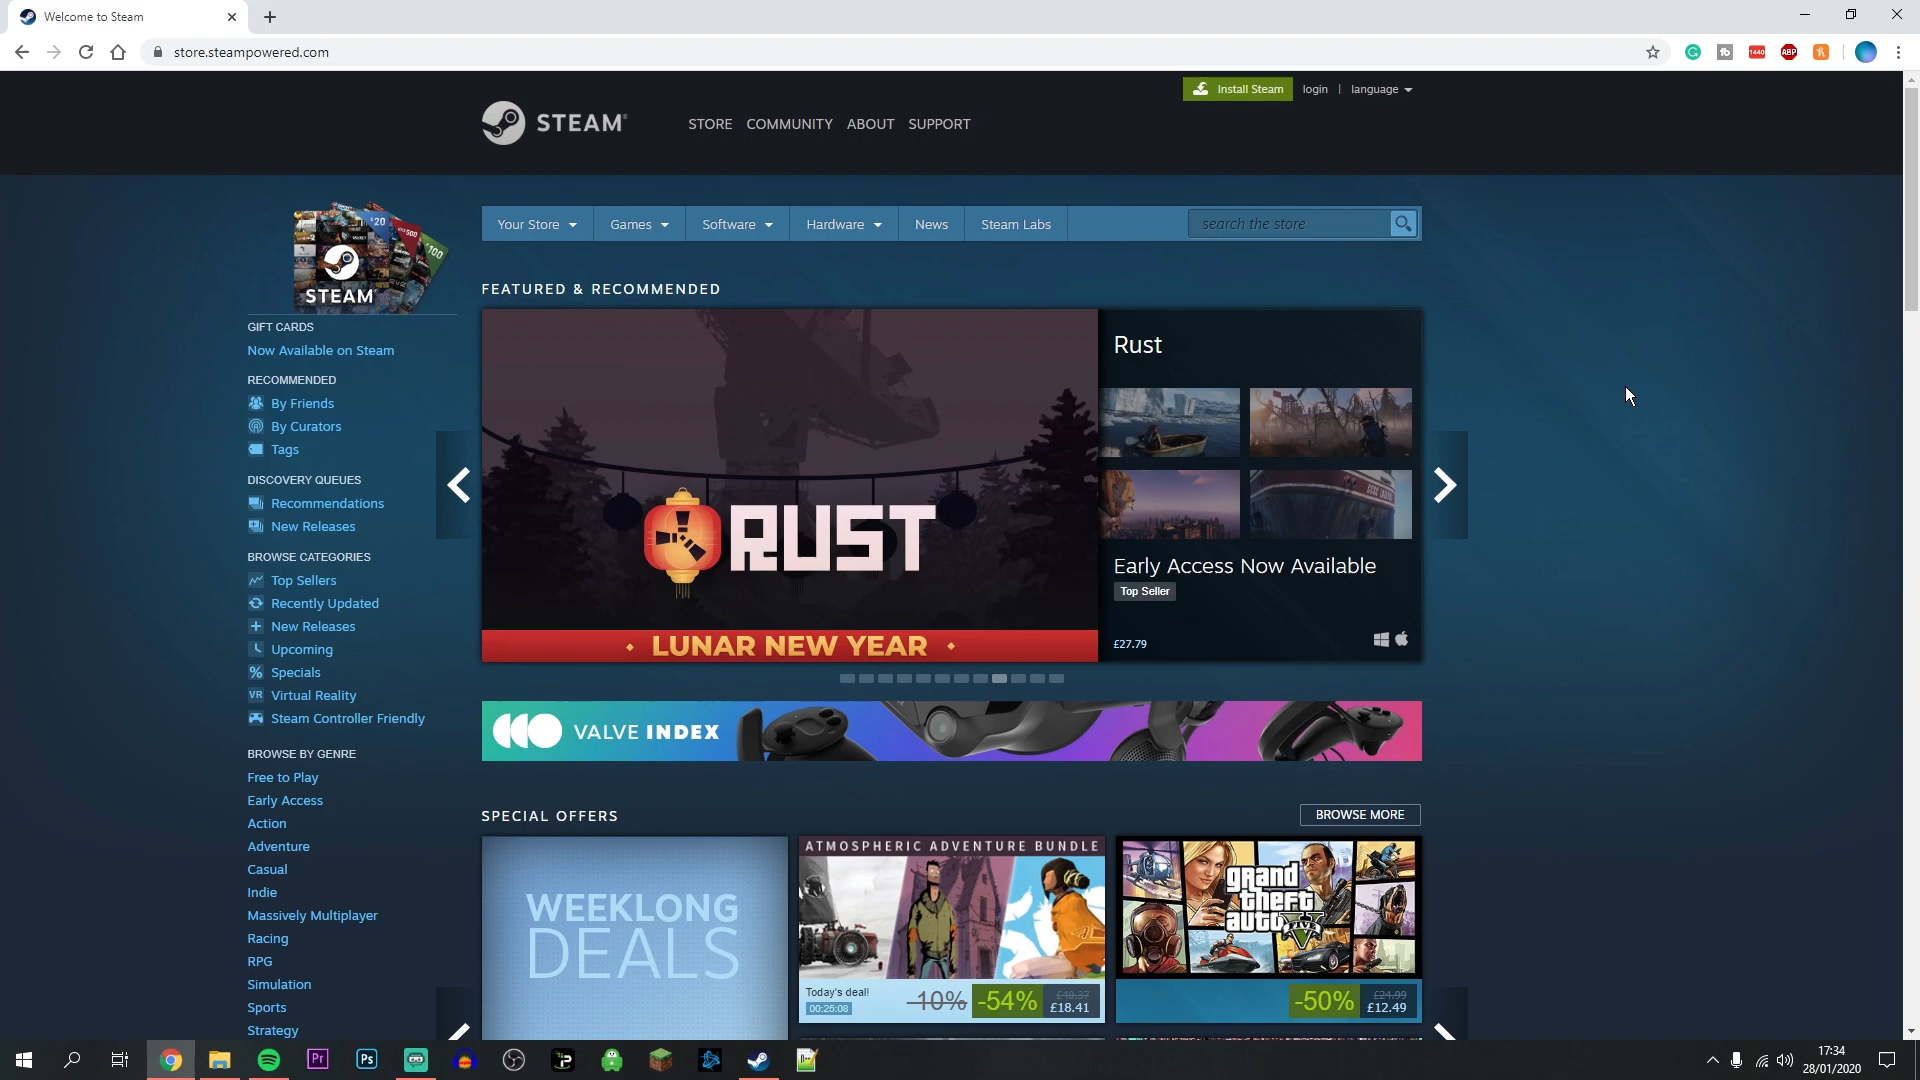 Welcome to Steam
store.steampowered.com
Install Steam
login | language
STEAM
STORE COMMUNITY ABOUT SUPPORT
Your Store Games Software Hardware News Steam Labs
search the store
STEAM
GIFT CARDS
Now Available on Steam
RECOMMENDED
By Friends
By Curators
Tags
DISCOVERY QUEUES
Recommendations
New Releases
BROWSE CATEGORIES
Top Sellers
Recently Updated
New Releases
Upcoming
Specials
VR Virtual Reality
Steam Controller Friendly
BROWSE BY GENRE
Free to Play
Early Access
Action
Adventure
Casual
Indie
Massively Multiplayer
Racing
RPG
Simulation
Sports
Strategy
FEATURED & RECOMMENDED
RUST
LUNAR NEW YEAR
Rust
Early Access Now Available
Top Seller
£27.79
VALVE INDEX
SPECIAL OFFERS
BROWSE MORE
WEEKLONG
DEALS
ATMOSPHERIC ADVENTURE BUNDLE
Today's deal!
00:25:08
-10% -54%
£18.41
grand
theft
auto
FIVE
-50%
£24.99
£12.49
17:34
28/01/2020